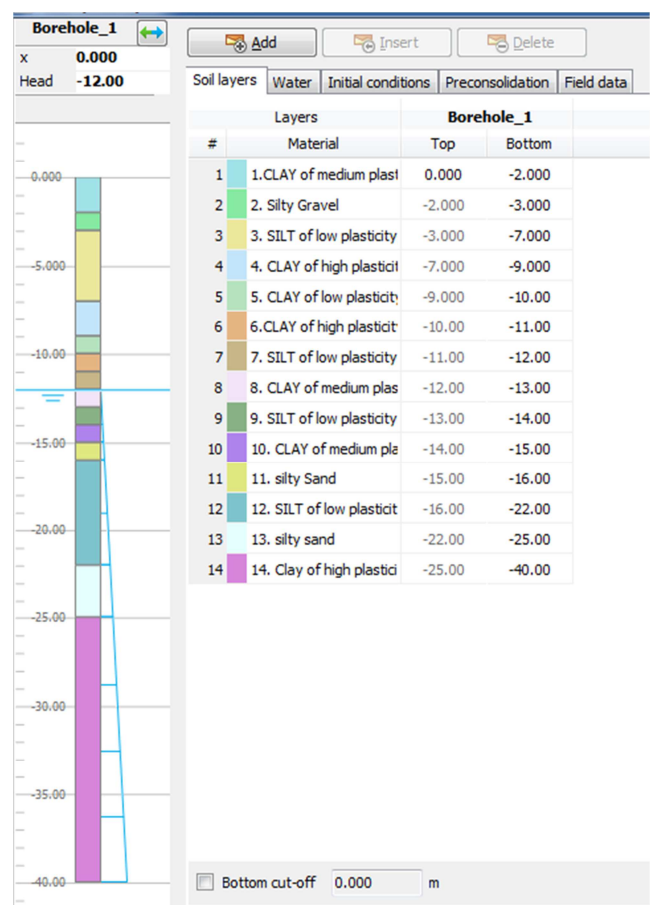 Borehole_1
x 0.000
Head -12.00
0.000
-5.000
-10.00
-15.00
-20.00
-25.00
-30.00
-35.00
-40.00
Add Insert Delete
Soil layers Water Initial conditions Preconsolidation Field data
Layers Borehole_1
# Material Top Bottom
1 1.CLAY of medium plast 0.000 -2.000
2 2. Silty Gravel -2.000 -3.000
3 3. SILT of low plasticity -3.000 -7.000
4 4. CLAY of high plasticit -7.000 -9.000
5 5. CLAY of low plasticity -9.000 -10.00
6 6.CLAY of high plasticit -10.00 -11.00
7 7. SILT of low plasticity -11.00 -12.00
8 8. CLAY of medium plas -12.00 -13.00
9 9. SILT of low plasticity -13.00 -14.00
10 10. CLAY of medium pla -14.00 -15.00
11 11. silty Sand -15.00 -16.00
12 12. SILT of low plasticit -16.00 -22.00
13 13. silty sand -22.00 -25.00
14 14. Clay of high plastici -25.00 -40.00
Bottom cut-off 0.000 m